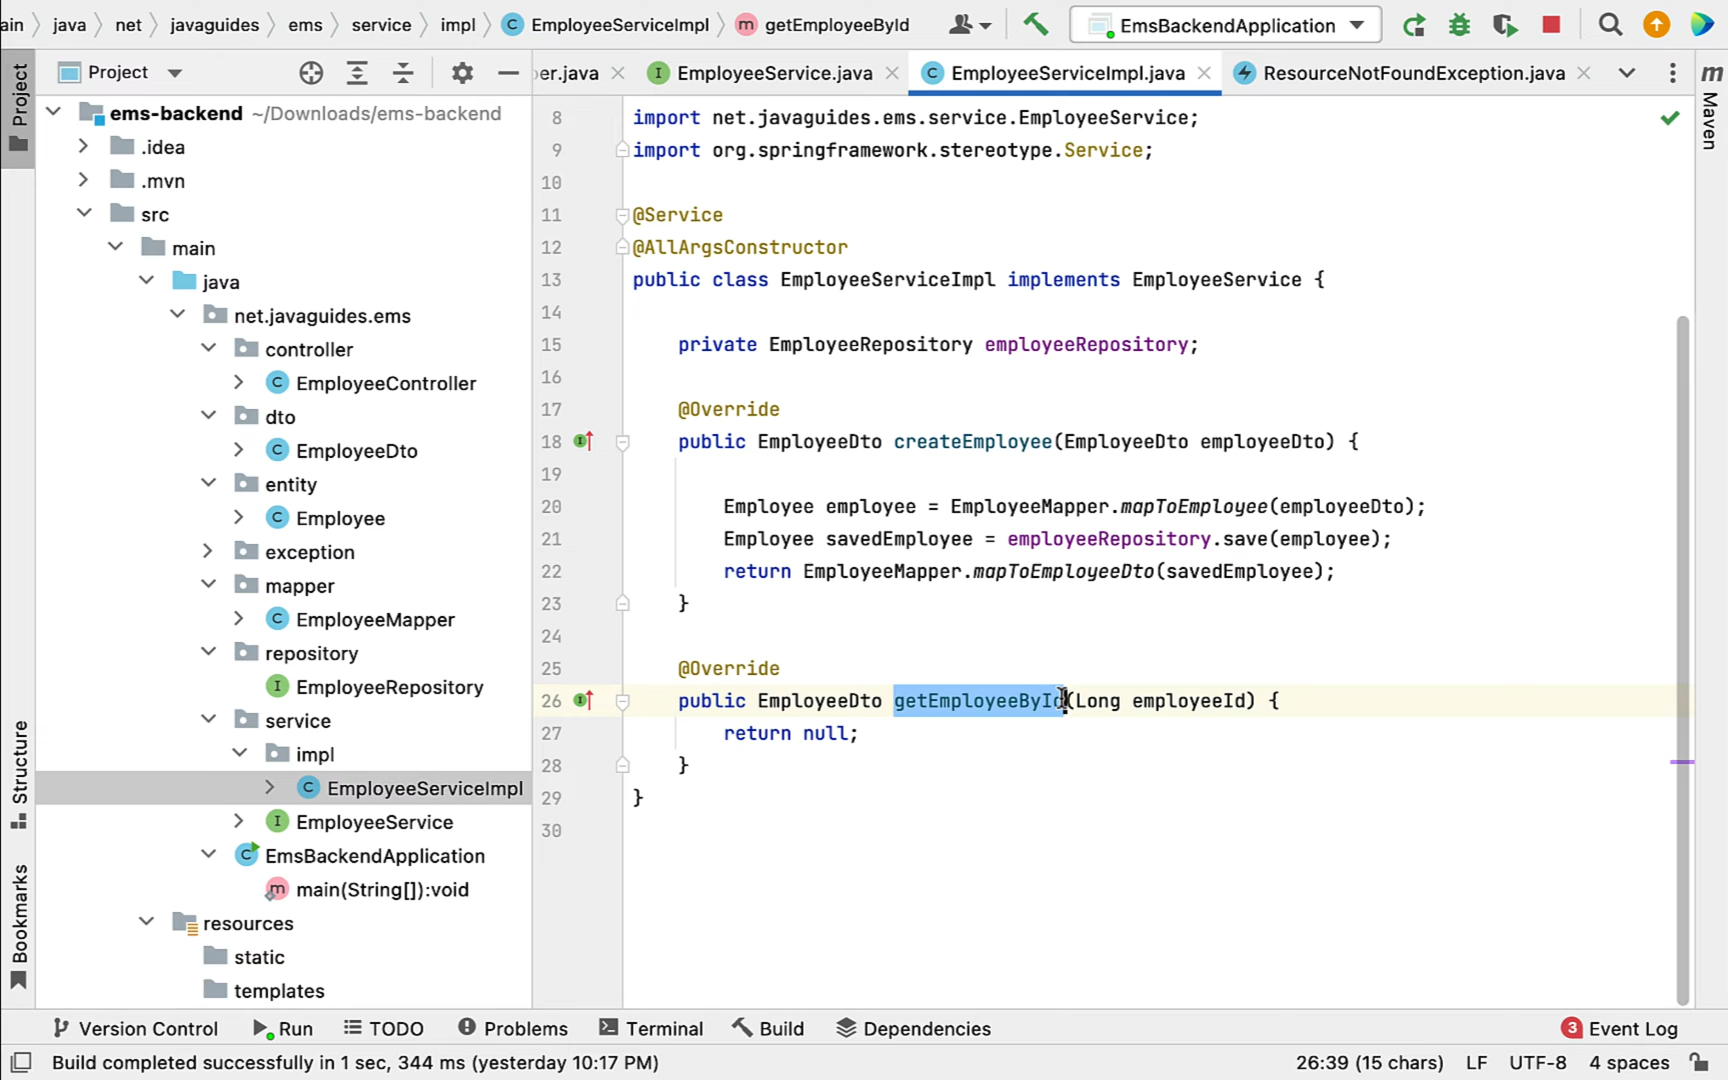 ain java net javaguides ems service impl EmployeeServiceImpl getEmployeeById EmsBackendApplication
Project
er.java EmployeeService.java EmployeeServiceImpl.java ResourceNotFoundException.java
Project
Structure
Bookmarks
Maven
ems-backend ~/Downloads/ems-backend
.idea
.mvn
src
main
java
net.javaguides.ems
controller
EmployeeController
dto
EmployeeDto
entity
Employee
exception
mapper
EmployeeMapper
repository
EmployeeRepository
service
impl
EmployeeServiceImpl
EmployeeService
EmsBackendApplication
main(String[]):void
resources
static
templates
8 import net.javaguides.ems.service.EmployeeService;
9 import org.springframework.stereotype.Service;
10
11 @Service
12 @AllArgsConstructor
13 public class EmployeeServiceImpl implements EmployeeService {
14
15 private EmployeeRepository employeeRepository;
16
17 @Override
18 public EmployeeDto createEmployee(EmployeeDto employeeDto) {
19
20 Employee employee = EmployeeMapper.mapToEmployee(employeeDto);
21 Employee savedEmployee = employeeRepository.save(employee);
22 return EmployeeMapper.mapToEmployeeDto(savedEmployee);
23 }
24
25 @Override
26 public EmployeeDto getEmployeeById(Long employeeId) {
27 return null;
28 }
29 }
30
Version Control Run TODO Problems Terminal Build Dependencies 3 Event Log
Build completed successfully in 1 sec, 344 ms (yesterday 10:17 PM) 26:39 (15 chars) LF UTF-8 4 spaces